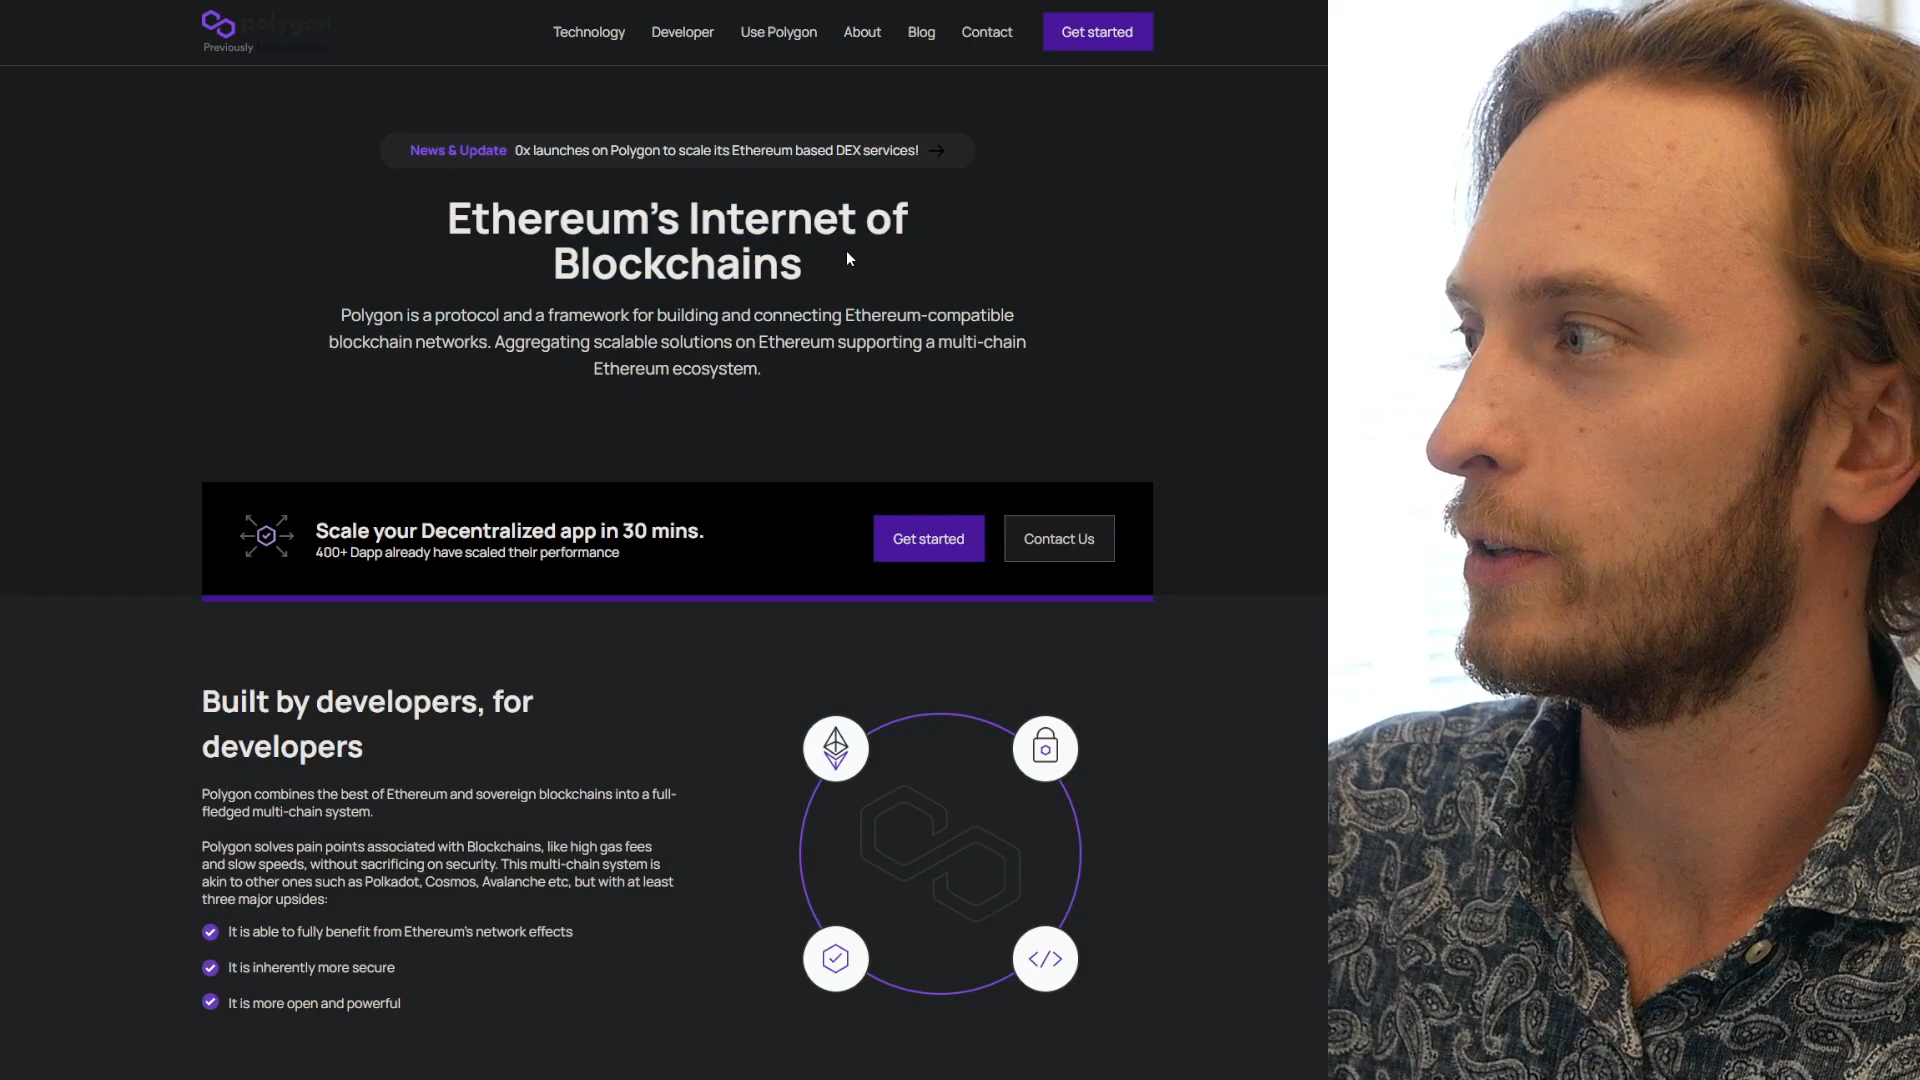 polygon
Previously
Technology Developer Use Polygon About Blog Contact Get started
News & Update 0x launches on Polygon to scale its Ethereum based DEX services!
Ethereum's Internet of
Blockchains
Polygon is a protocol and a framework for building and connecting Ethereum-compatible
blockchain networks. Aggregating scalable solutions on Ethereum supporting a multi-chain
Ethereum ecosystem.
Scale your Decentralized app in 30 mins.
400+ Dapp already have scaled their performance
Get started
Contact Us
Built by developers, for
developers
Polygon combines the best of Ethereum and sovereign blockchains into a full-
fledged multi-chain system.
Polygon solves pain points associated with Blockchains, like high gas fees
and slow speeds, without sacrificing on security. This multi-chain system is
akin to other ones such as Polkadot, Cosmos, Avalanche etc, but with at least
three major upsides:
It is able to fully benefit from Ethereum's network effects
It is inherently more secure
It is more open and powerful